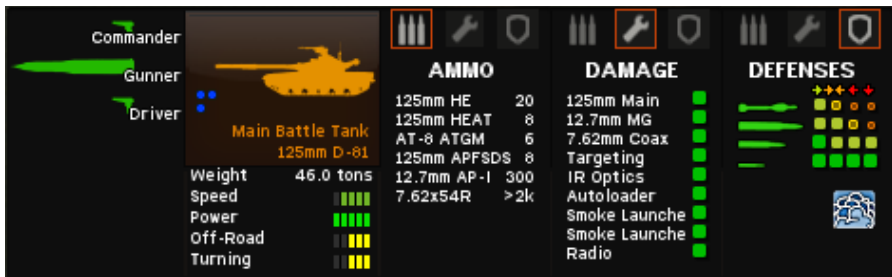 Commander
Gunner
Driver
Main Battle Tank
125mm D-81
Weight 46.0 tons
Speed
Power
Off-Road
Turning
AMMO
125mm HE 20
125mm HEAT 8
AT-8 ATGM 6
125mm APFSDS 8
12.7mm AP-I 300
7.62x54R >2k
DAMAGE
125mm Main
12.7mm MG
7.62mm Coax
Targeting
IR Optics
Autoloader
Smoke Launche
Smoke Launche
Radio
DEFENSES